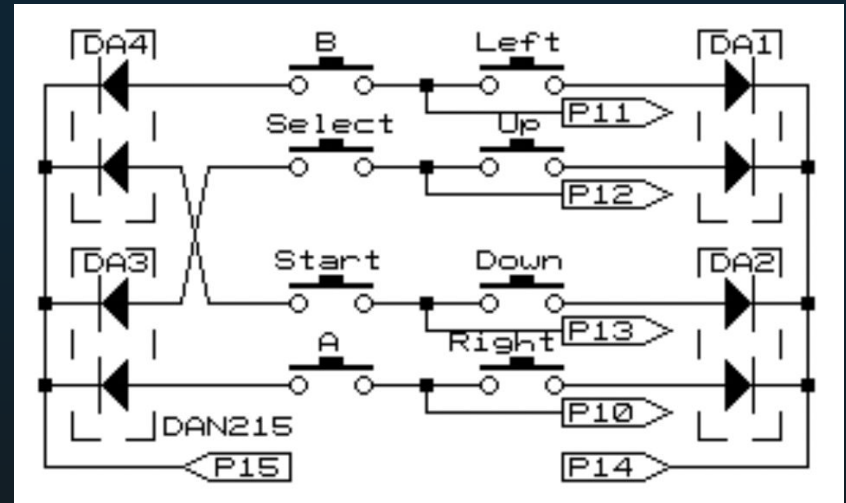 DA4 B Left DA1
P11
Select Up
P12
DA3 Start Down DA2
P13
A Right
P10
DAN215
P15 P14